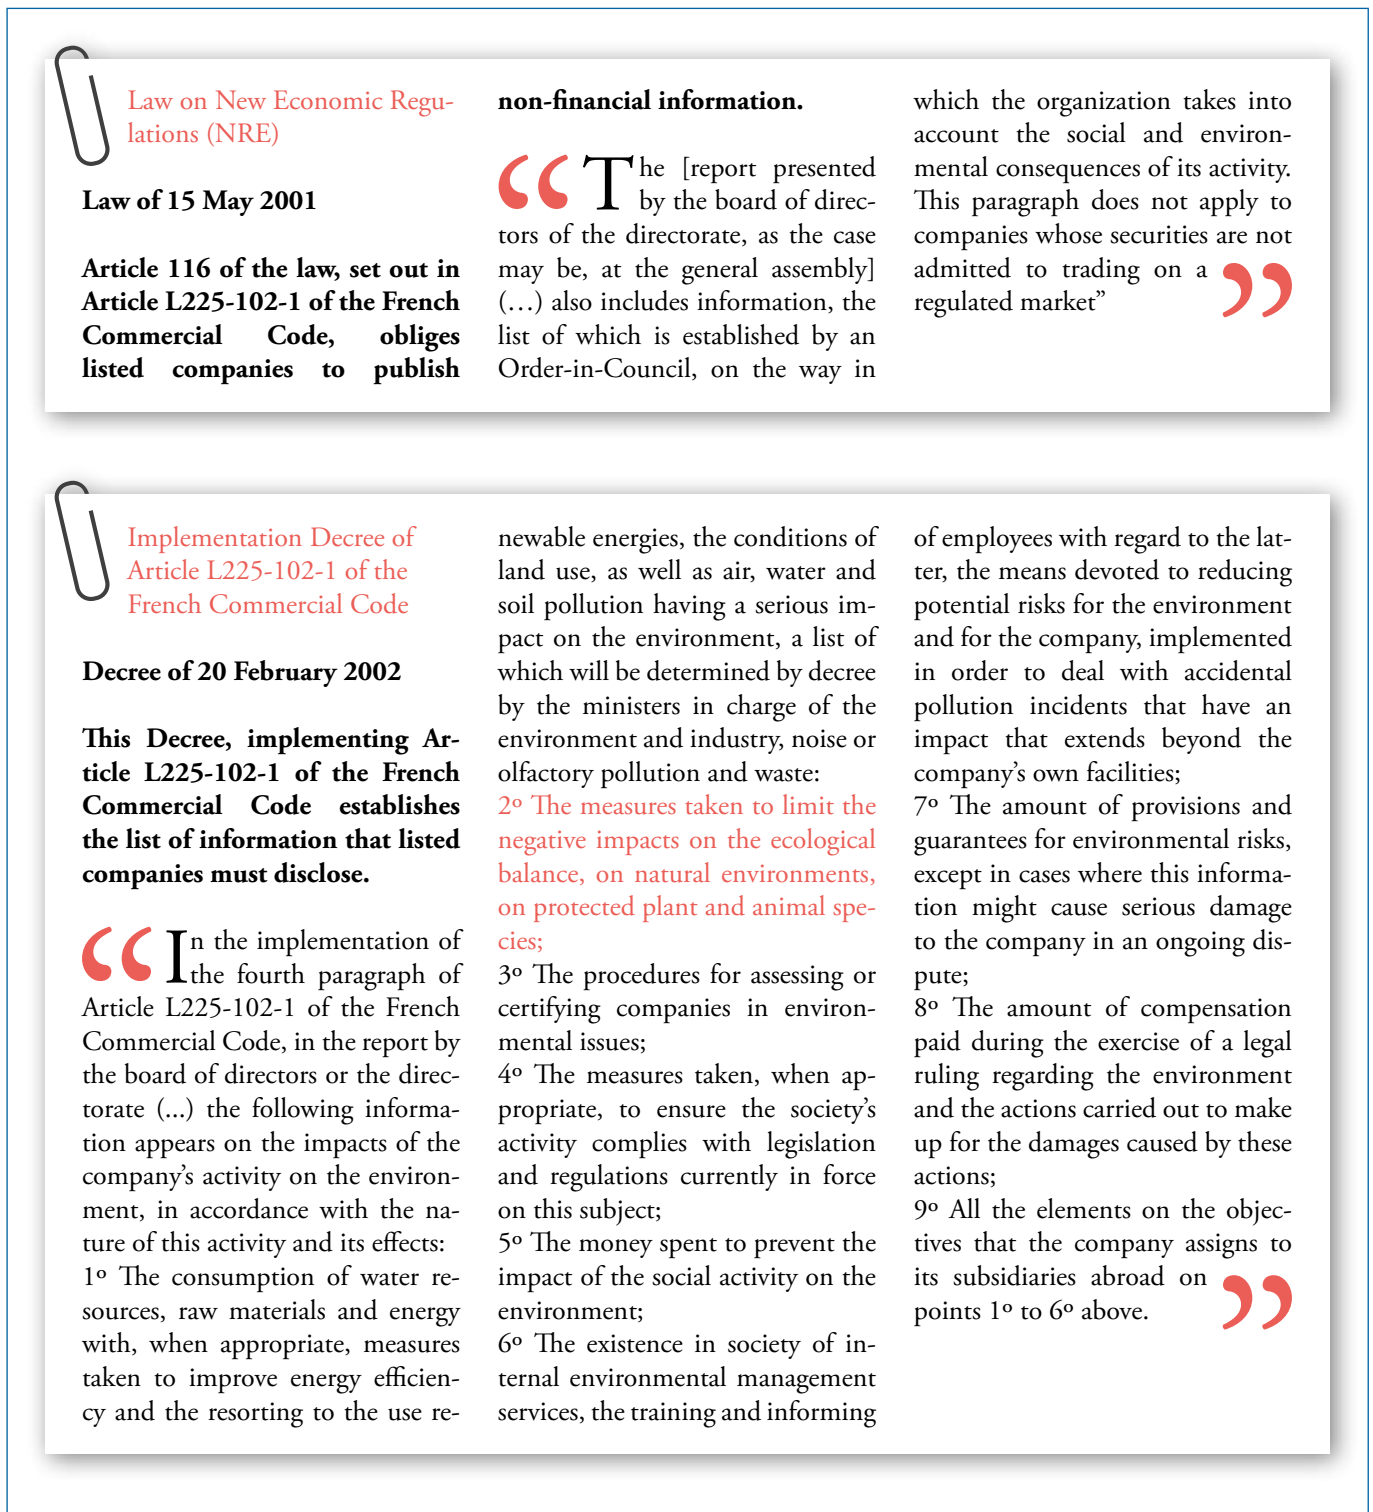 Law on New Economic Regu-
lations (NRE)
Law of 15 May 2001
Article 116 of the law, set out in
Article L225-102-1 of the French
Commercial Code, obliges
listed companies to publish
non-financial information.
“The [report presented
by the board of direc-
tors of the directorate, as the case
may be, at the general assembly]
(…) also includes information, the
list of which is established by an
Order-in-Council, on the way in
which the organization takes into
account the social and environ-
mental consequences of its activity.
This paragraph does not apply to
companies whose securities are not
admitted to trading on a
regulated market” ”
Implementation Decree of
Article L225-102-1 of the
French Commercial Code
Decree of 20 February 2002
This Decree, implementing Ar-
ticle L225-102-1 of the French
Commercial Code establishes
the list of information that listed
companies must disclose.
“In the implementation of
the fourth paragraph of
Article L225-102-1 of the French
Commercial Code, in the report by
the board of directors or the direc-
torate (...) the following informa-
tion appears on the impacts of the
company’s activity on the environ-
ment, in accordance with the na-
ture of this activity and its effects:
1º The consumption of water re-
sources, raw materials and energy
with, when appropriate, measures
taken to improve energy efficien-
cy and the resorting to the use re-
newable energies, the conditions of
land use, as well as air, water and
soil pollution having a serious im-
pact on the environment, a list of
which will be determined by decree
by the ministers in charge of the
environment and industry, noise or
olfactory pollution and waste:
2º The measures taken to limit the
negative impacts on the ecological
balance, on natural environments,
on protected plant and animal spe-
cies;
3º The procedures for assessing or
certifying companies in environ-
mental issues;
4º The measures taken, when ap-
propriate, to ensure the society’s
activity complies with legislation
and regulations currently in force
on this subject;
5º The money spent to prevent the
impact of the social activity on the
environment;
6º The existence in society of in-
ternal environmental management
services, the training and informing
of employees with regard to the lat-
ter, the means devoted to reducing
potential risks for the environment
and for the company, implemented
in order to deal with accidental
pollution incidents that have an
impact that extends beyond the
company’s own facilities;
7º The amount of provisions and
guarantees for environmental risks,
except in cases where this informa-
tion might cause serious damage
to the company in an ongoing dis-
pute;
8º The amount of compensation
paid during the exercise of a legal
ruling regarding the environment
and the actions carried out to make
up for the damages caused by these
actions;
9º All the elements on the objec-
tives that the company assigns to
its subsidiaries abroad on
points 1º to 6º above. ”